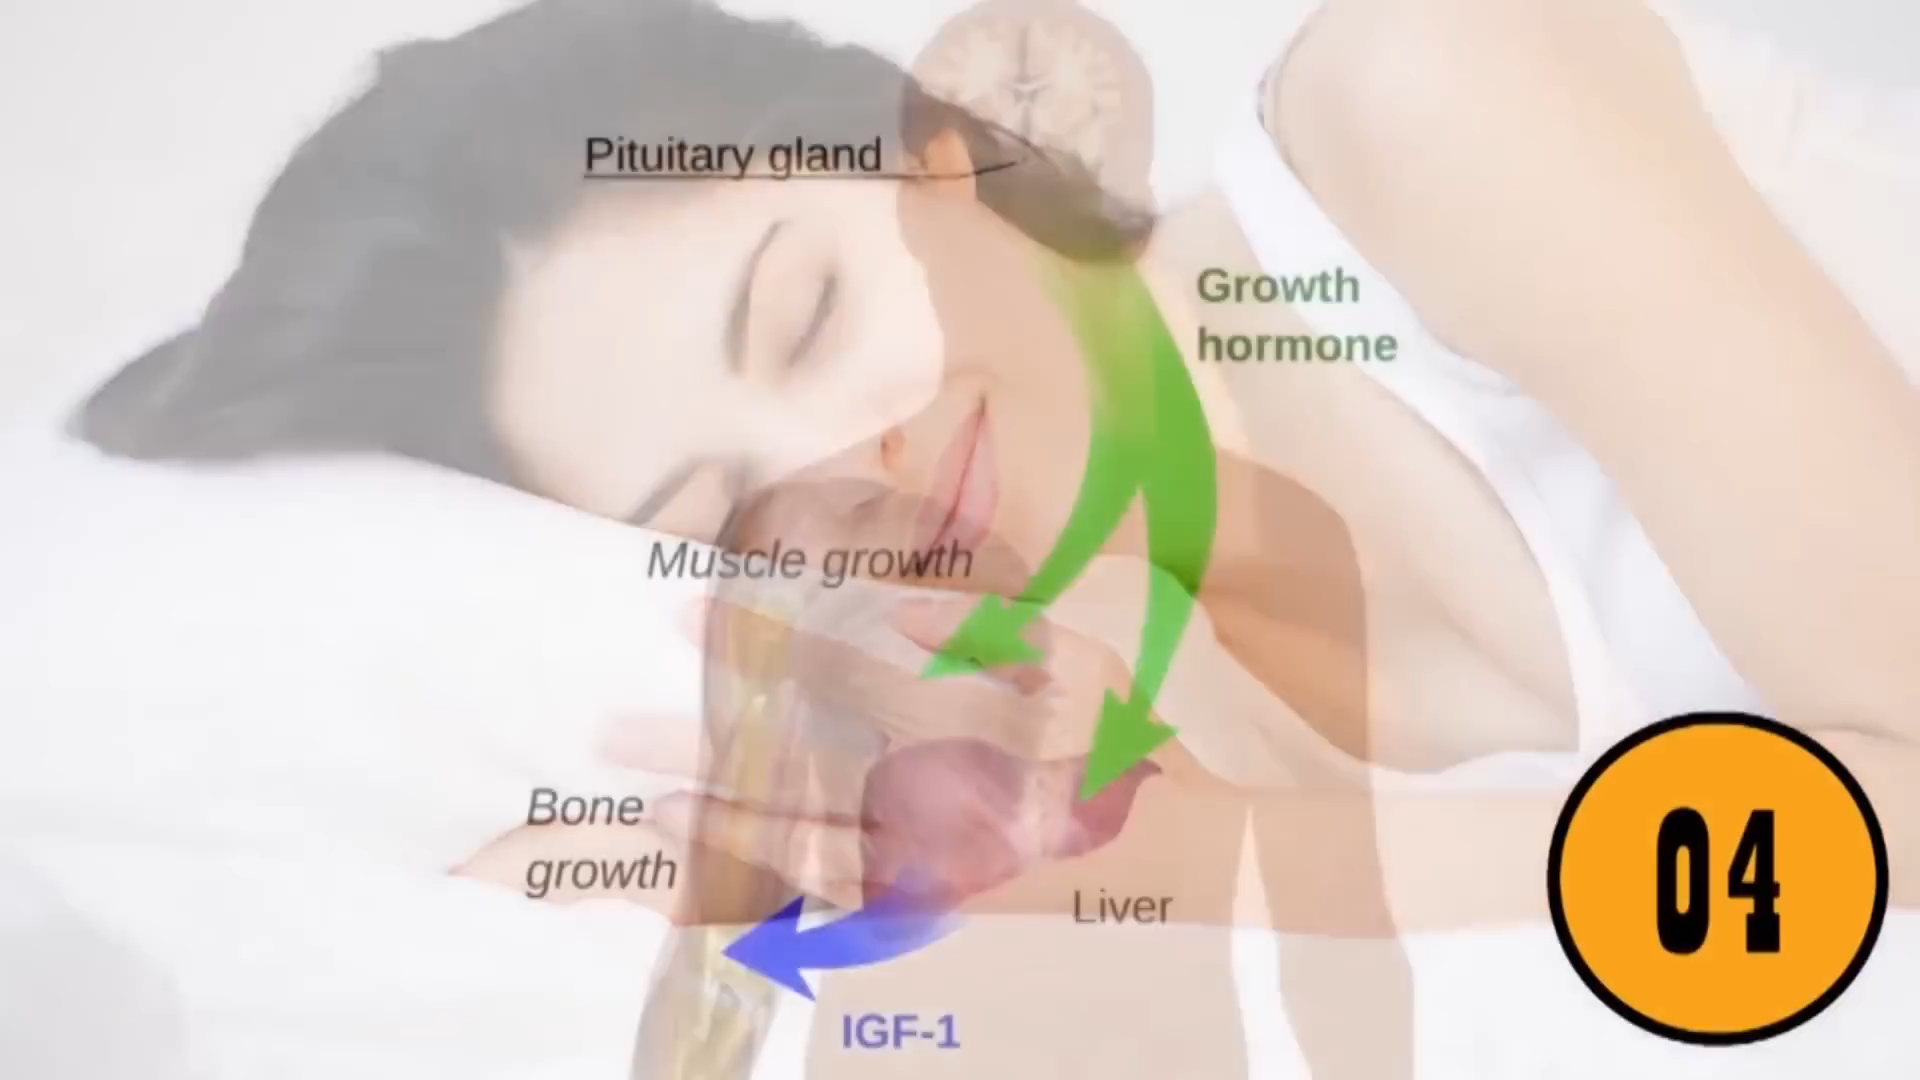 Pituitary gland
Growth
hormone
Muscle growth
Bone
growth
Liver
IGF-1
04